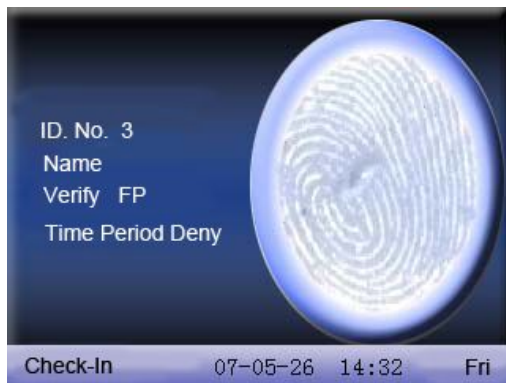 ID. No. 3
Name
Verify FP
Time Period Deny
Check-In 07-05-26 14:32 Fri